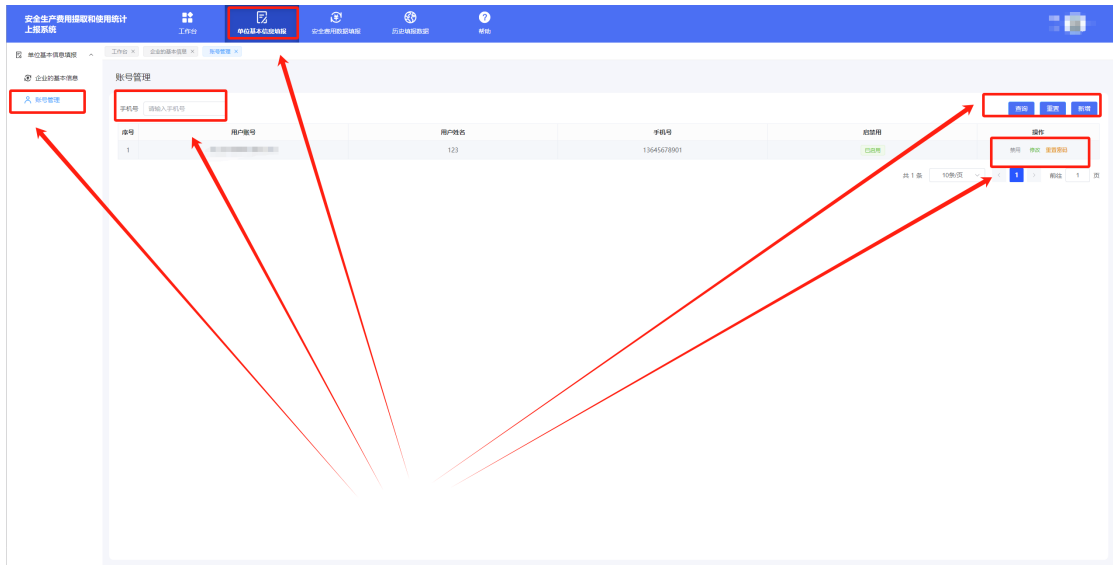 安全生产费用提取和使用统计
上报系统
工作台
单位基本信息填报
安全费用数据填报
历史填报数据
帮助
单位基本信息填报
工作台 ×
企业的基本信息 ×
账号管理 ×
企业的基本信息
账号管理
账号管理
手机号 请输入手机号
查询 重置 新增
序号 用户账号 用户姓名 手机号 启禁用 操作
1 123 13645678901 已启用 禁用 修改 重置密码
共 1 条 10条/页 1 前往 1 页